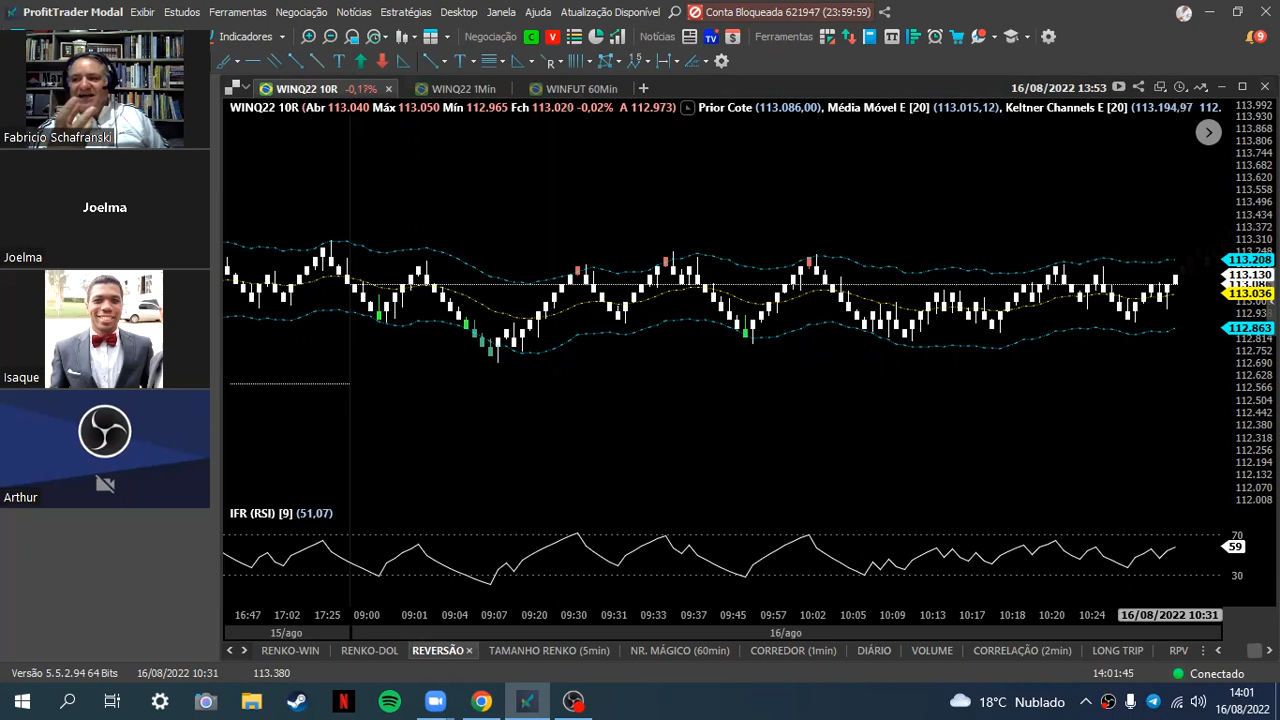 ProfitTrader Modal Exibir Estudos Ferramentas Negociação Notícias Estratégias Desktop Janela Ajuda Atualização Disponível Conta Bloqueada 621947 (23:59:59)
Indicadores Negociação C V Notícias TV Ferramentas 9
WINQ22 10R -0,17% × WINQ22 1Min WINFUT 60Min + 16/08/2022 13:53
WINQ22 10R (Abr 113.040 Máx 113.050 Mín 112.965 Fch 113.020 -0,02% A 112.973) Prior Cote (113.086,00) Média Móvel E [20] (113.015,12) Keltner Channels E [20] (113.194,97 112.
Fabricio Schafranski
Joelma
Joelma
Isaque
Arthur
113.992
113.930
113.868
113.806
113.744
113.682
113.620
113.558
113.496
113.434
113.372
113.310
113.208
113.130
113.036
112.863
112.814
112.752
112.690
112.628
112.566
112.504
112.442
112.380
112.318
112.256
112.194
112.132
112.070
112.008
IFR (RSI) [9] (51,07)
70
59
30
16:47 17:02 17:25 09:00 09:01 09:04 09:07 09:20 09:30 09:31 09:33 09:37 09:45 09:57 10:02 10:05 10:09 10:13 10:17 10:18 10:20 10:24 16/08/2022 10:31
15/ago 16/ago
RENKO-WIN RENKO-DOL REVERSÃO × TAMANHO RENKO (5min) NR. MÁGICO (60min) CORREDOR (1min) DIÁRIO VOLUME CORRELAÇÃO (2min) LONG TRIP RPV
Versão 5.5.2.94 64 Bits 16/08/2022 10:31 113.380 14:01:45 Conectado
18°C Nublado 14:01
16/08/2022